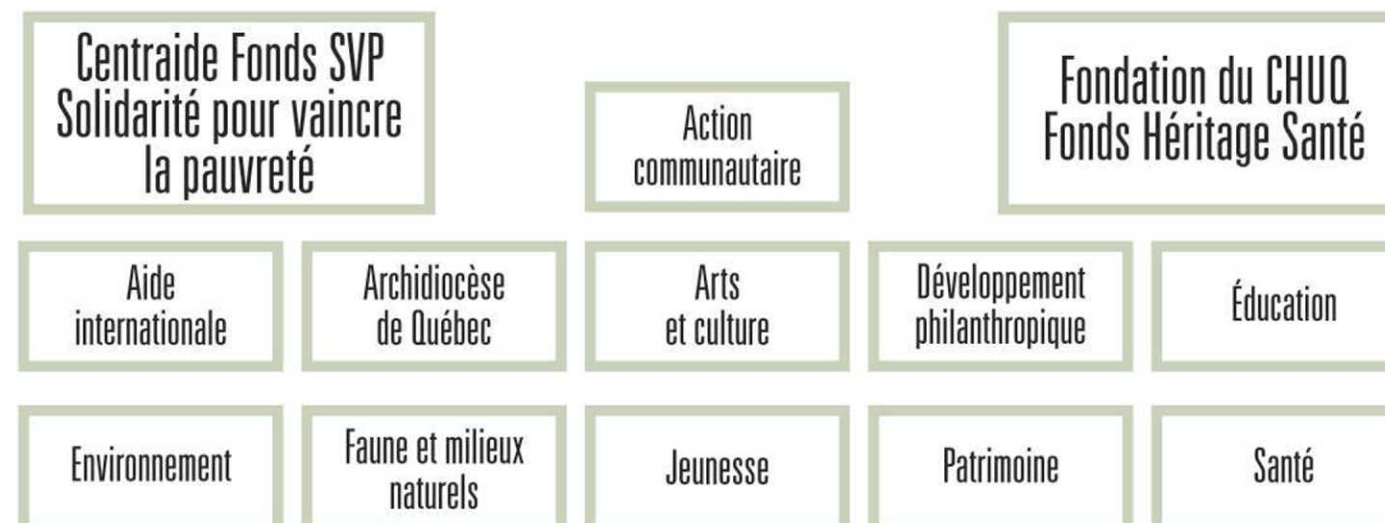 Centraide Fonds SVP
Solidarité pour vaincre
la pauvreté
Action
communautaire
Fondation du CHUQ
Fonds Héritage Santé
Aide
internationale
Archidiocèse
de Québec
Arts
et culture
Développement
philanthropique
Éducation
Environnement
Faune et milieux
naturels
Jeunesse
Patrimoine
Santé